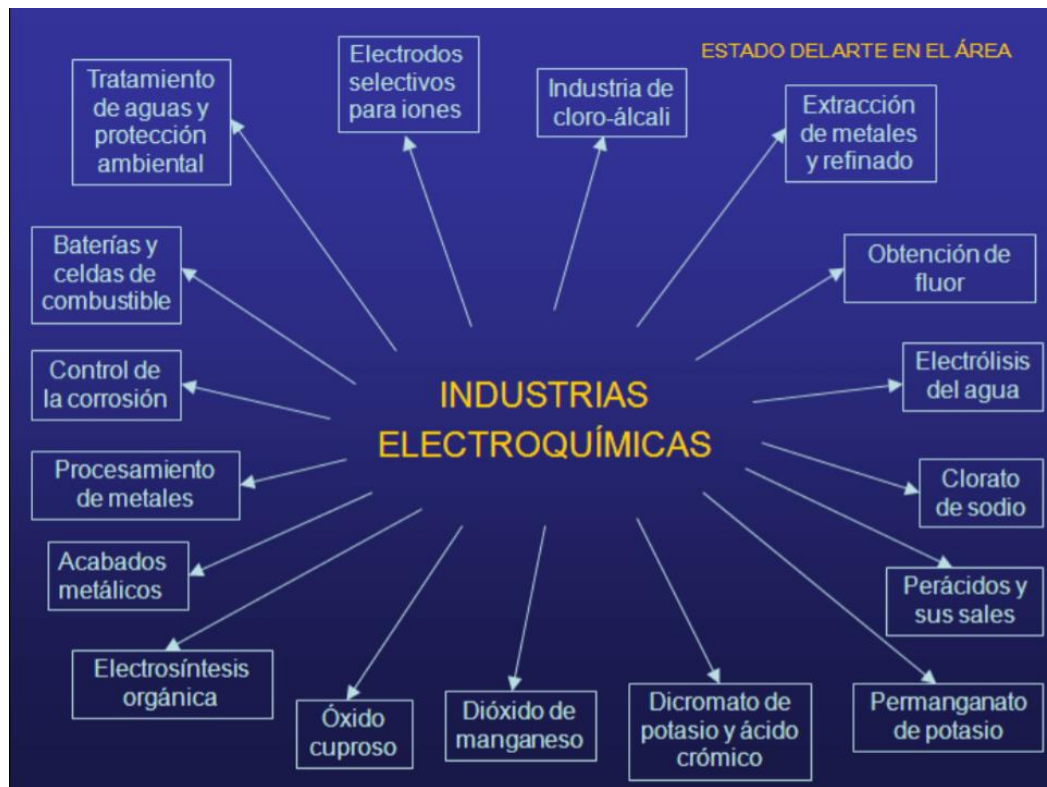 ESTADO DELARTE EN EL ÁREA
Tratamiento
de aguas y
protección
ambiental
Electrodos
selectivos
para iones
Industria de
cloro-álcali
Extracción
de metales
y refinado
Baterías y
celdas de
combustible
Obtención de
fluor
Control de
la corrosión
INDUSTRIAS
ELECTROQUÍMICAS
Electrólisis
del agua
Procesamiento
de metales
Clorato
de sodio
Acabados
metálicos
Perácidos y
sus sales
Electrosíntesis
orgánica
Óxido
cuproso
Dióxido de
manganeso
Dicromato de
potasio y ácido
crómico
Permanganato
de potasio